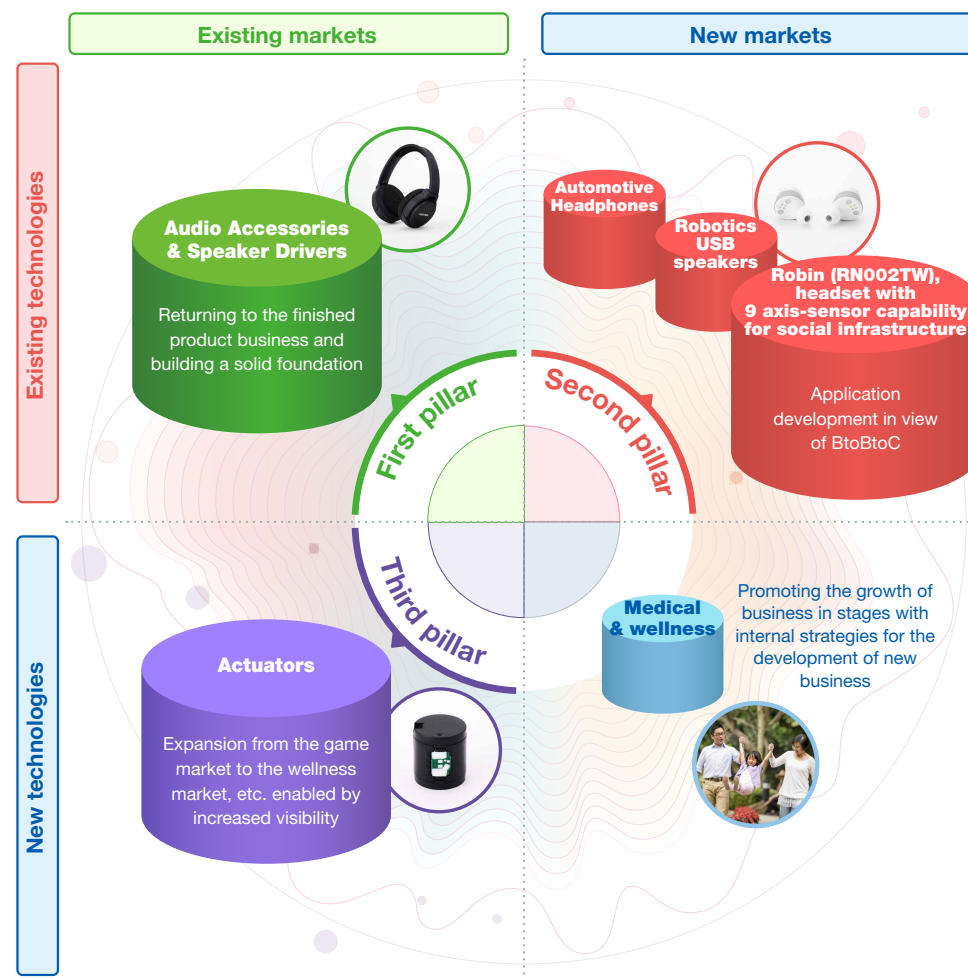 Existing markets
New markets
Existing technologies
Audio Accessories
& Speaker Drivers
Returning to the finished
product business and
building a solid foundation
Automotive
Headphones
Robotics
USB
speakers
Robin (RN002TW),
headset with
9 axis-sensor capability
for social infrastructure
Application
development in view
of BtoBtoC
First pillar
Second pillar
Third pillar
New technologies
Actuators
Expansion from the game
market to the wellness
market, etc. enabled by
increased visibility
Medical
& wellness
Promoting the growth of
business in stages with
internal strategies for the
development of new
business